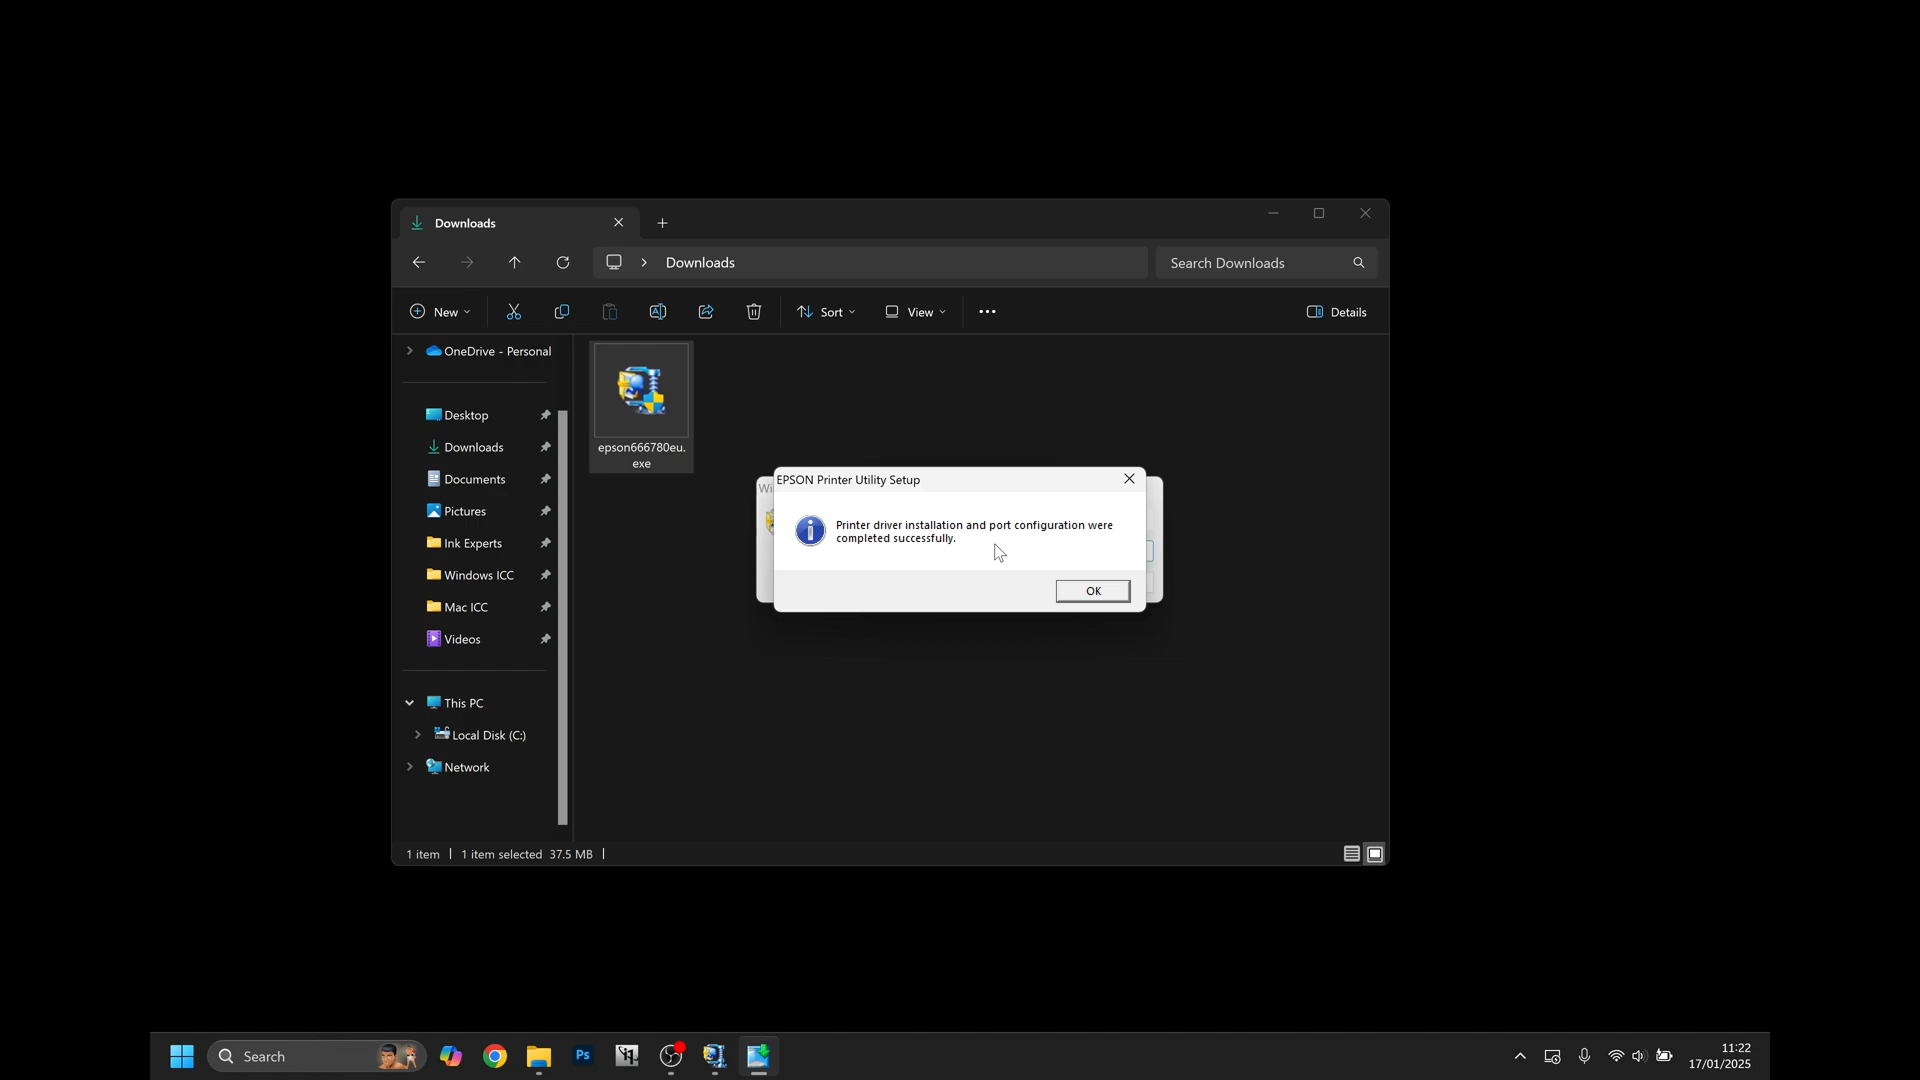 Downloads
Downloads
Search Downloads
New
Sort
View
Details
OneDrive - Personal
Desktop
Downloads
Documents
Pictures
Ink Experts
Windows ICC
Mac ICC
Videos
This PC
Local Disk (C:)
Network
epson666780eu.
exe
Wi
EPSON Printer Utility Setup
Printer driver installation and port configuration were
completed successfully.
OK
1 item
1 item selected 37.5 MB
Search
Ps
11:22
17/01/2025